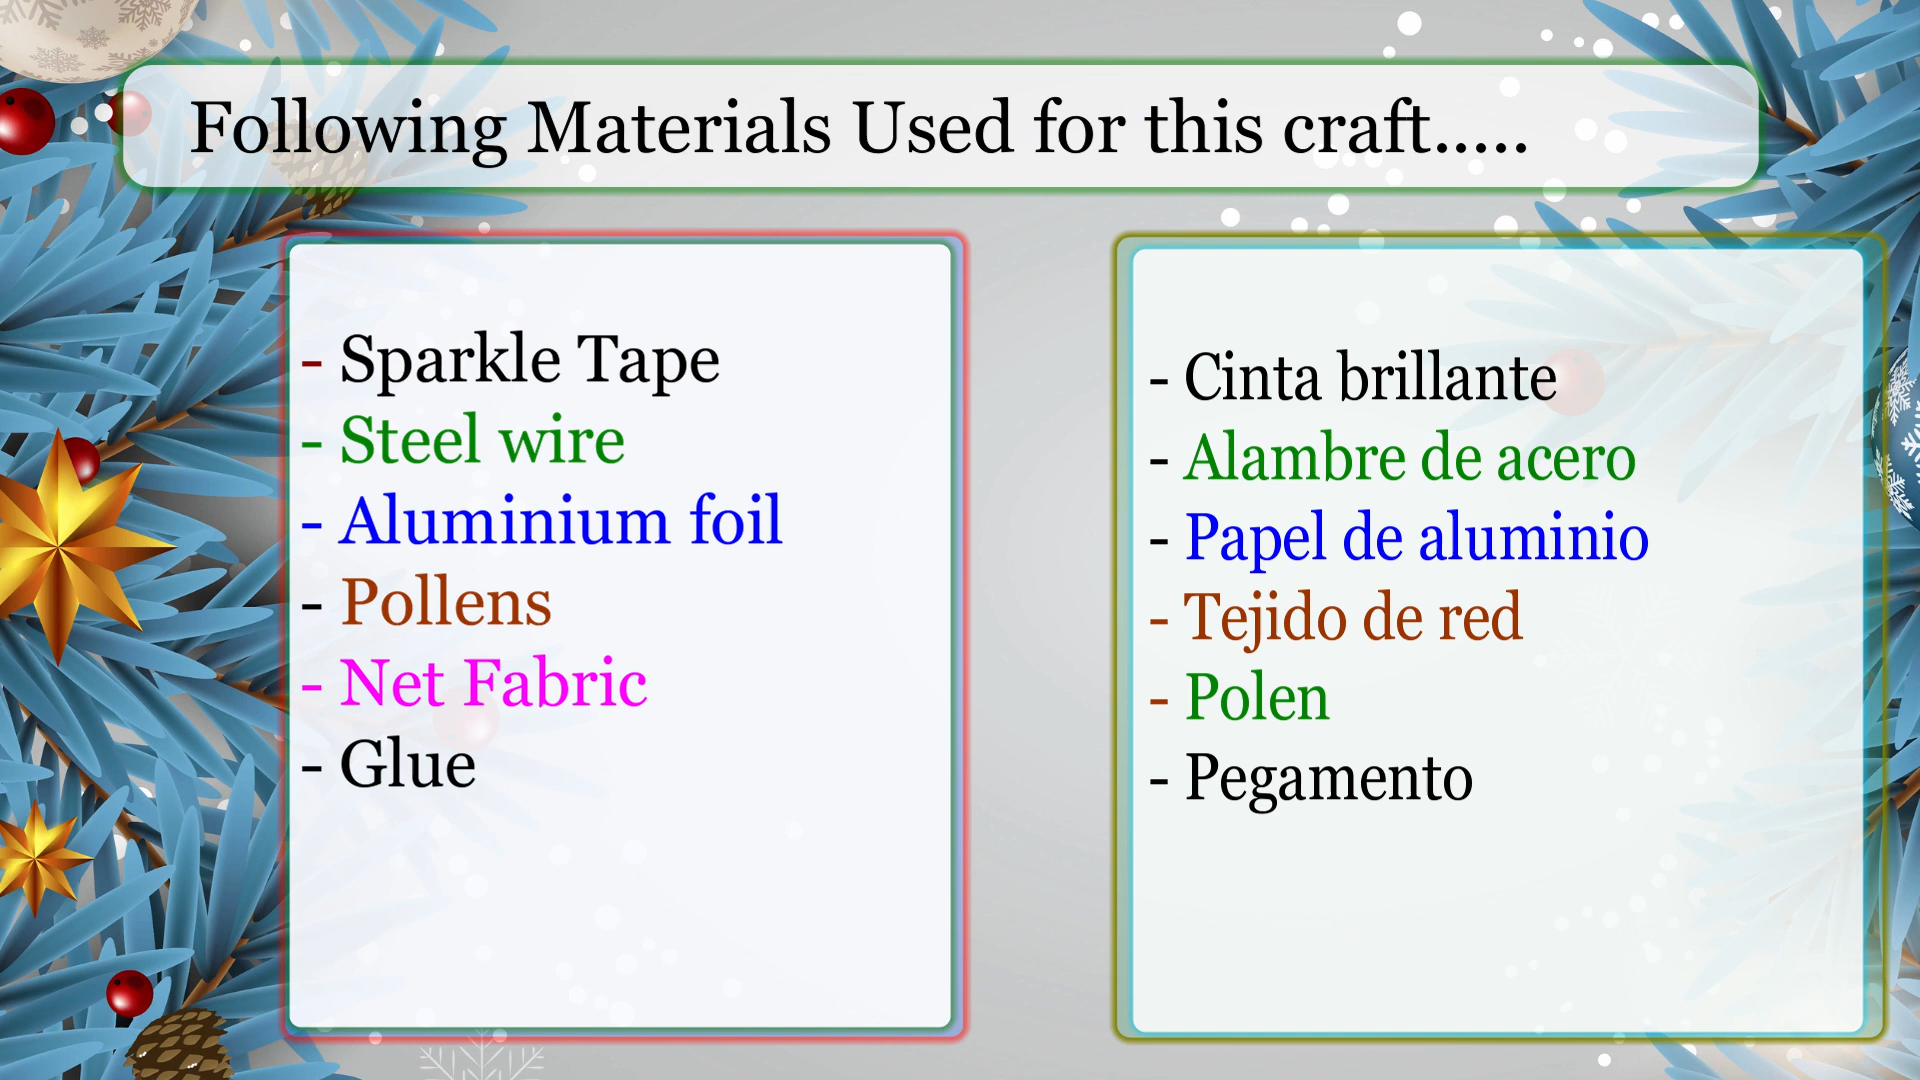 Following Materials Used for this craft.....
- Sparkle Tape
- Steel wire
- Aluminium foil
- Pollens
- Net Fabric
- Glue
- Cinta brillante
- Alambre de acero
- Papel de aluminio
- Tejido de red
- Polen
- Pegamento